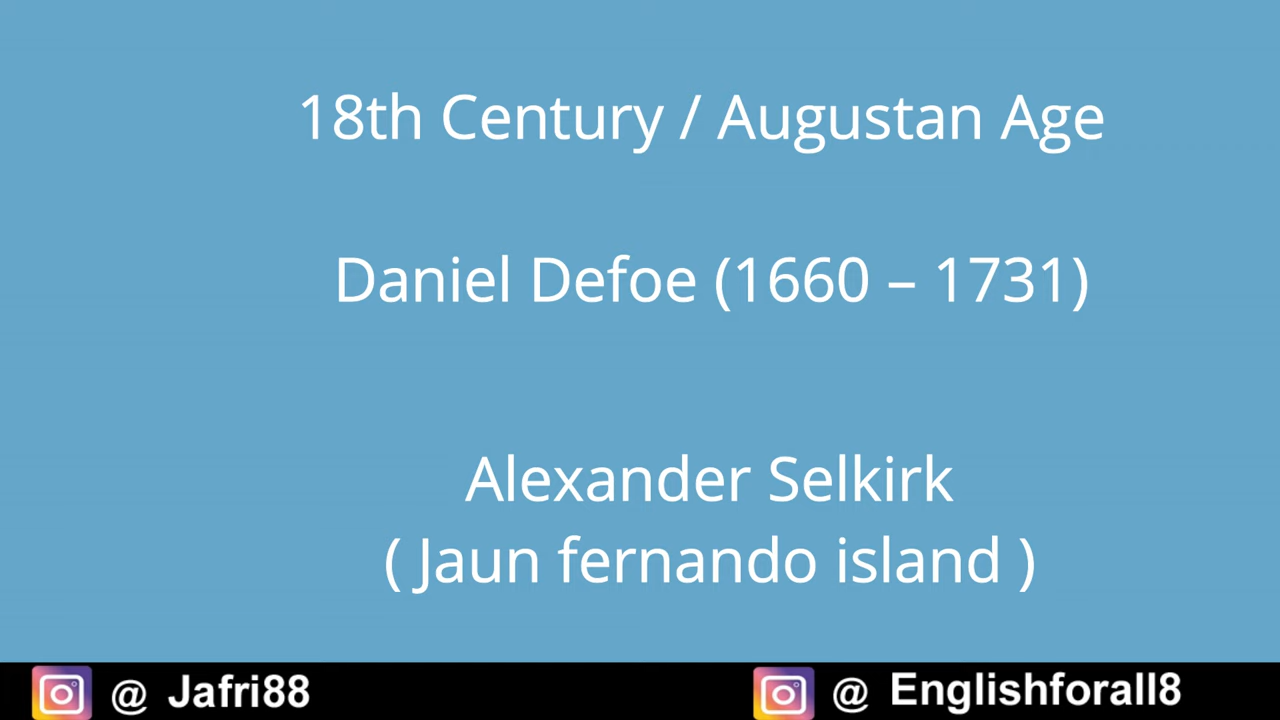 18th Century / Augustan Age
Daniel Defoe (1660 – 1731)
Alexander Selkirk
( Jaun fernando island )
@ Jafri88
@ Englishforall8